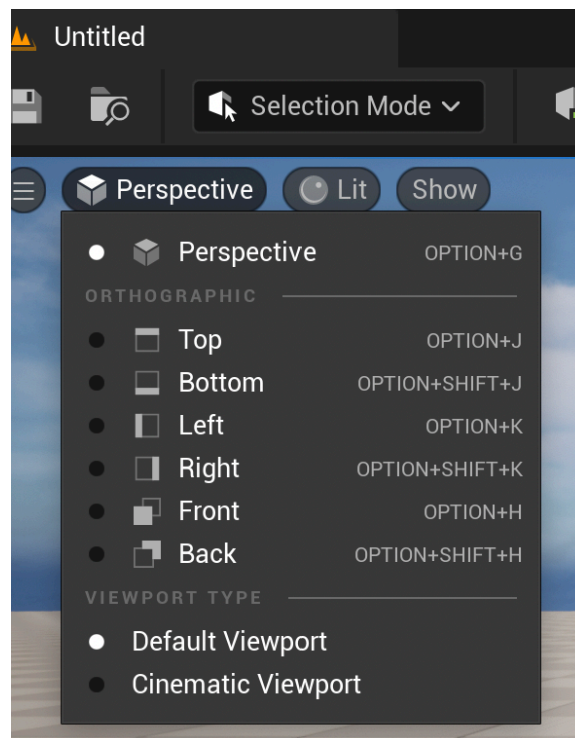 Untitled
Selection Mode
Perspective Lit Show
Perspective OPTION+G
ORTHOGRAPHIC
Top OPTION+J
Bottom OPTION+SHIFT+J
Left OPTION+K
Right OPTION+SHIFT+K
Front OPTION+H
Back OPTION+SHIFT+H
VIEWPORT TYPE
Default Viewport
Cinematic Viewport